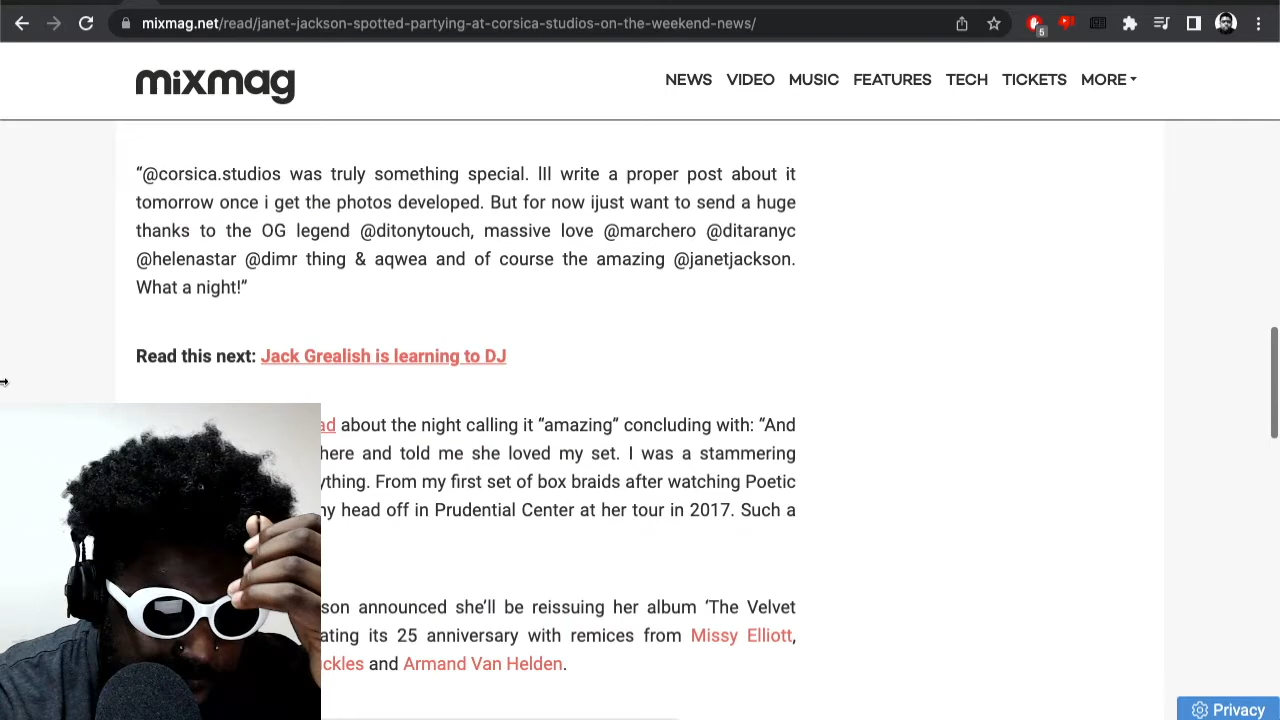 mixmag.net/read/janet-jackson-spotted-partying-at-corsica-studios-on-the-weekend-news/
5
mixmag
NEWS VIDEO MUSIC FEATURES TECH TICKETS MORE
“@corsica.studios was truly something special. lll write a proper post about it
tomorrow once i get the photos developed. But for now ijust want to send a huge
thanks to the OG legend @ditonytouch, massive love @marchero @ditaranyc
@helenastar @dimr thing & aqwea and of course the amazing @janetjackson.
What a night!”
Read this next: Jack Grealish is learning to DJ
ad about the night calling it “amazing” concluding with: “And
here and told me she loved my set. I was a stammering
ything. From my first set of box braids after watching Poetic
ny head off in Prudential Center at her tour in 2017. Such a
son announced she’ll be reissuing her album ‘The Velvet
ating its 25 anniversary with remices from Missy Elliott,
ckles and Armand Van Helden.
Privacy